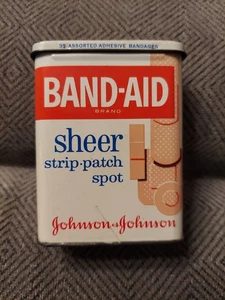 ASSORTED ADHESIVE BANDAGES
BAND-AID
BRAND
sheer
strip·patch
spot
Johnson & Johnson